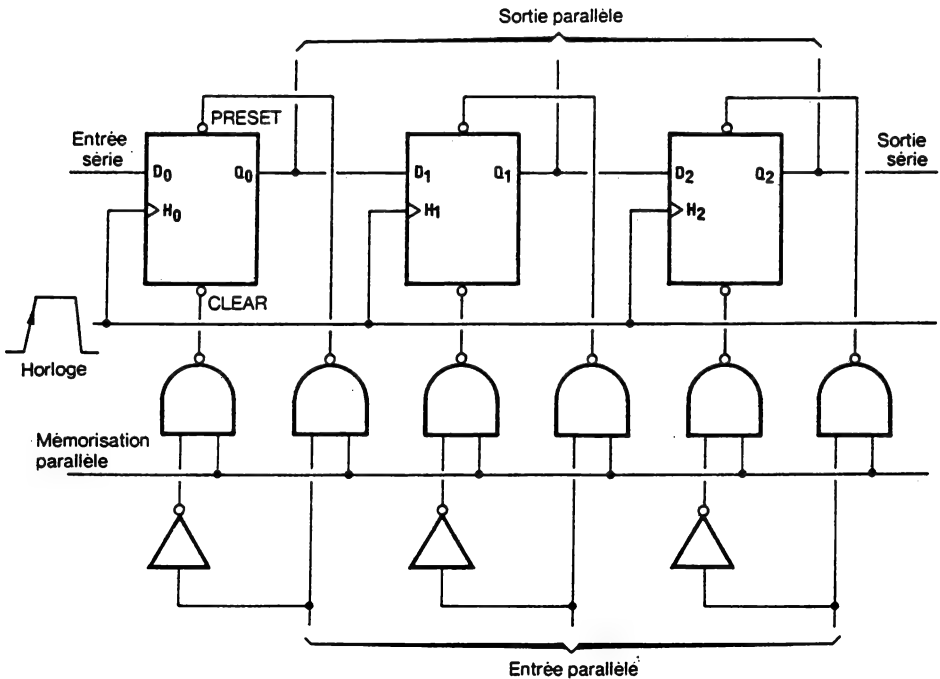 Sortie parallèle
PRESET
Entrée
série
Sortie
série
D0
Q0
D1
Q1
D2
Q2
H0
H1
H2
CLEAR
Horloge
Mémorisation
parallèle
Entrée parallèle